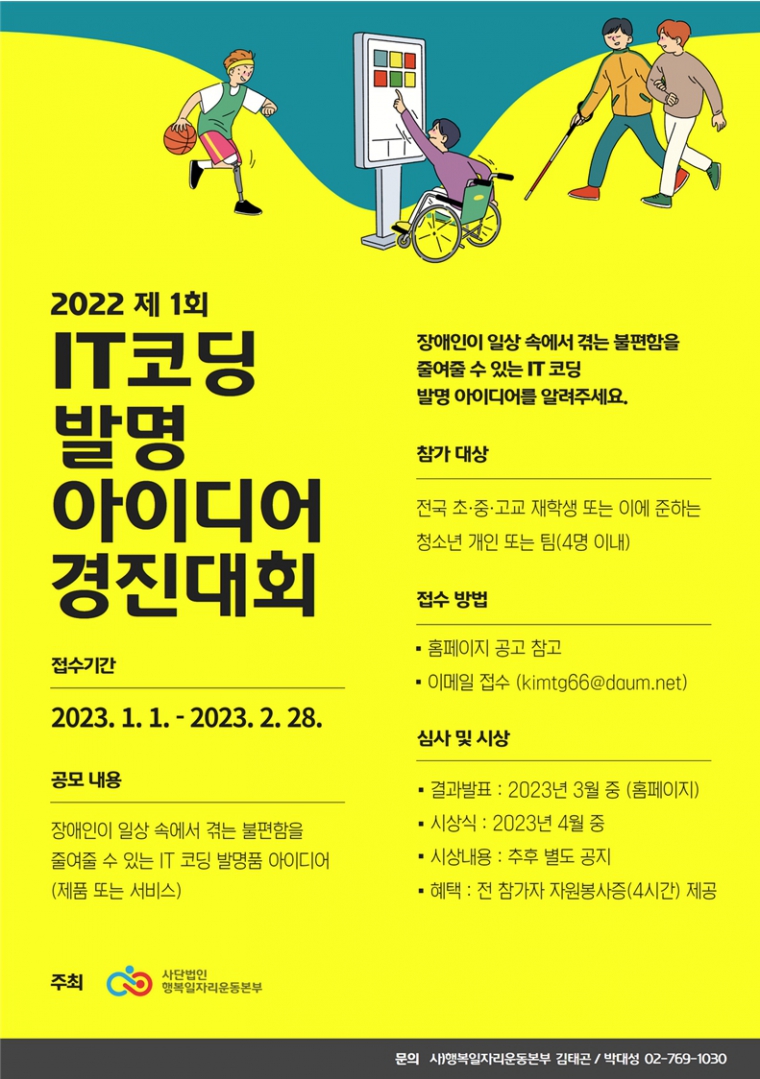 2022 제 1회
IT코딩
발명
아이디어
경진대회
접수기간
2023. 1. 1. - 2023. 2. 28.
공모 내용
장애인이 일상 속에서 겪는 불편함을
줄여줄 수 있는 IT 코딩 발명품 아이디어
(제품 또는 서비스)
장애인이 일상 속에서 겪는 불편함을
줄여줄 수 있는 IT 코딩
발명 아이디어를 알려주세요.
참가 대상
전국 초·중·고교 재학생 또는 이에 준하는
청소년 개인 또는 팀(4명 이내)
접수 방법
▪ 홈페이지 공고 참고
▪ 이메일 접수 (kimtg66@daum.net)
심사 및 시상
▪ 결과발표 : 2023년 3월 중 (홈페이지)
▪ 시상식 : 2023년 4월 중
▪ 시상내용 : 추후 별도 공지
▪ 혜택 : 전 참가자 자원봉사증(4시간) 제공
주최
사단법인
행복일자리운동본부
문의 사)행복일자리운동본부 김태곤 / 박대성 02-769-1030